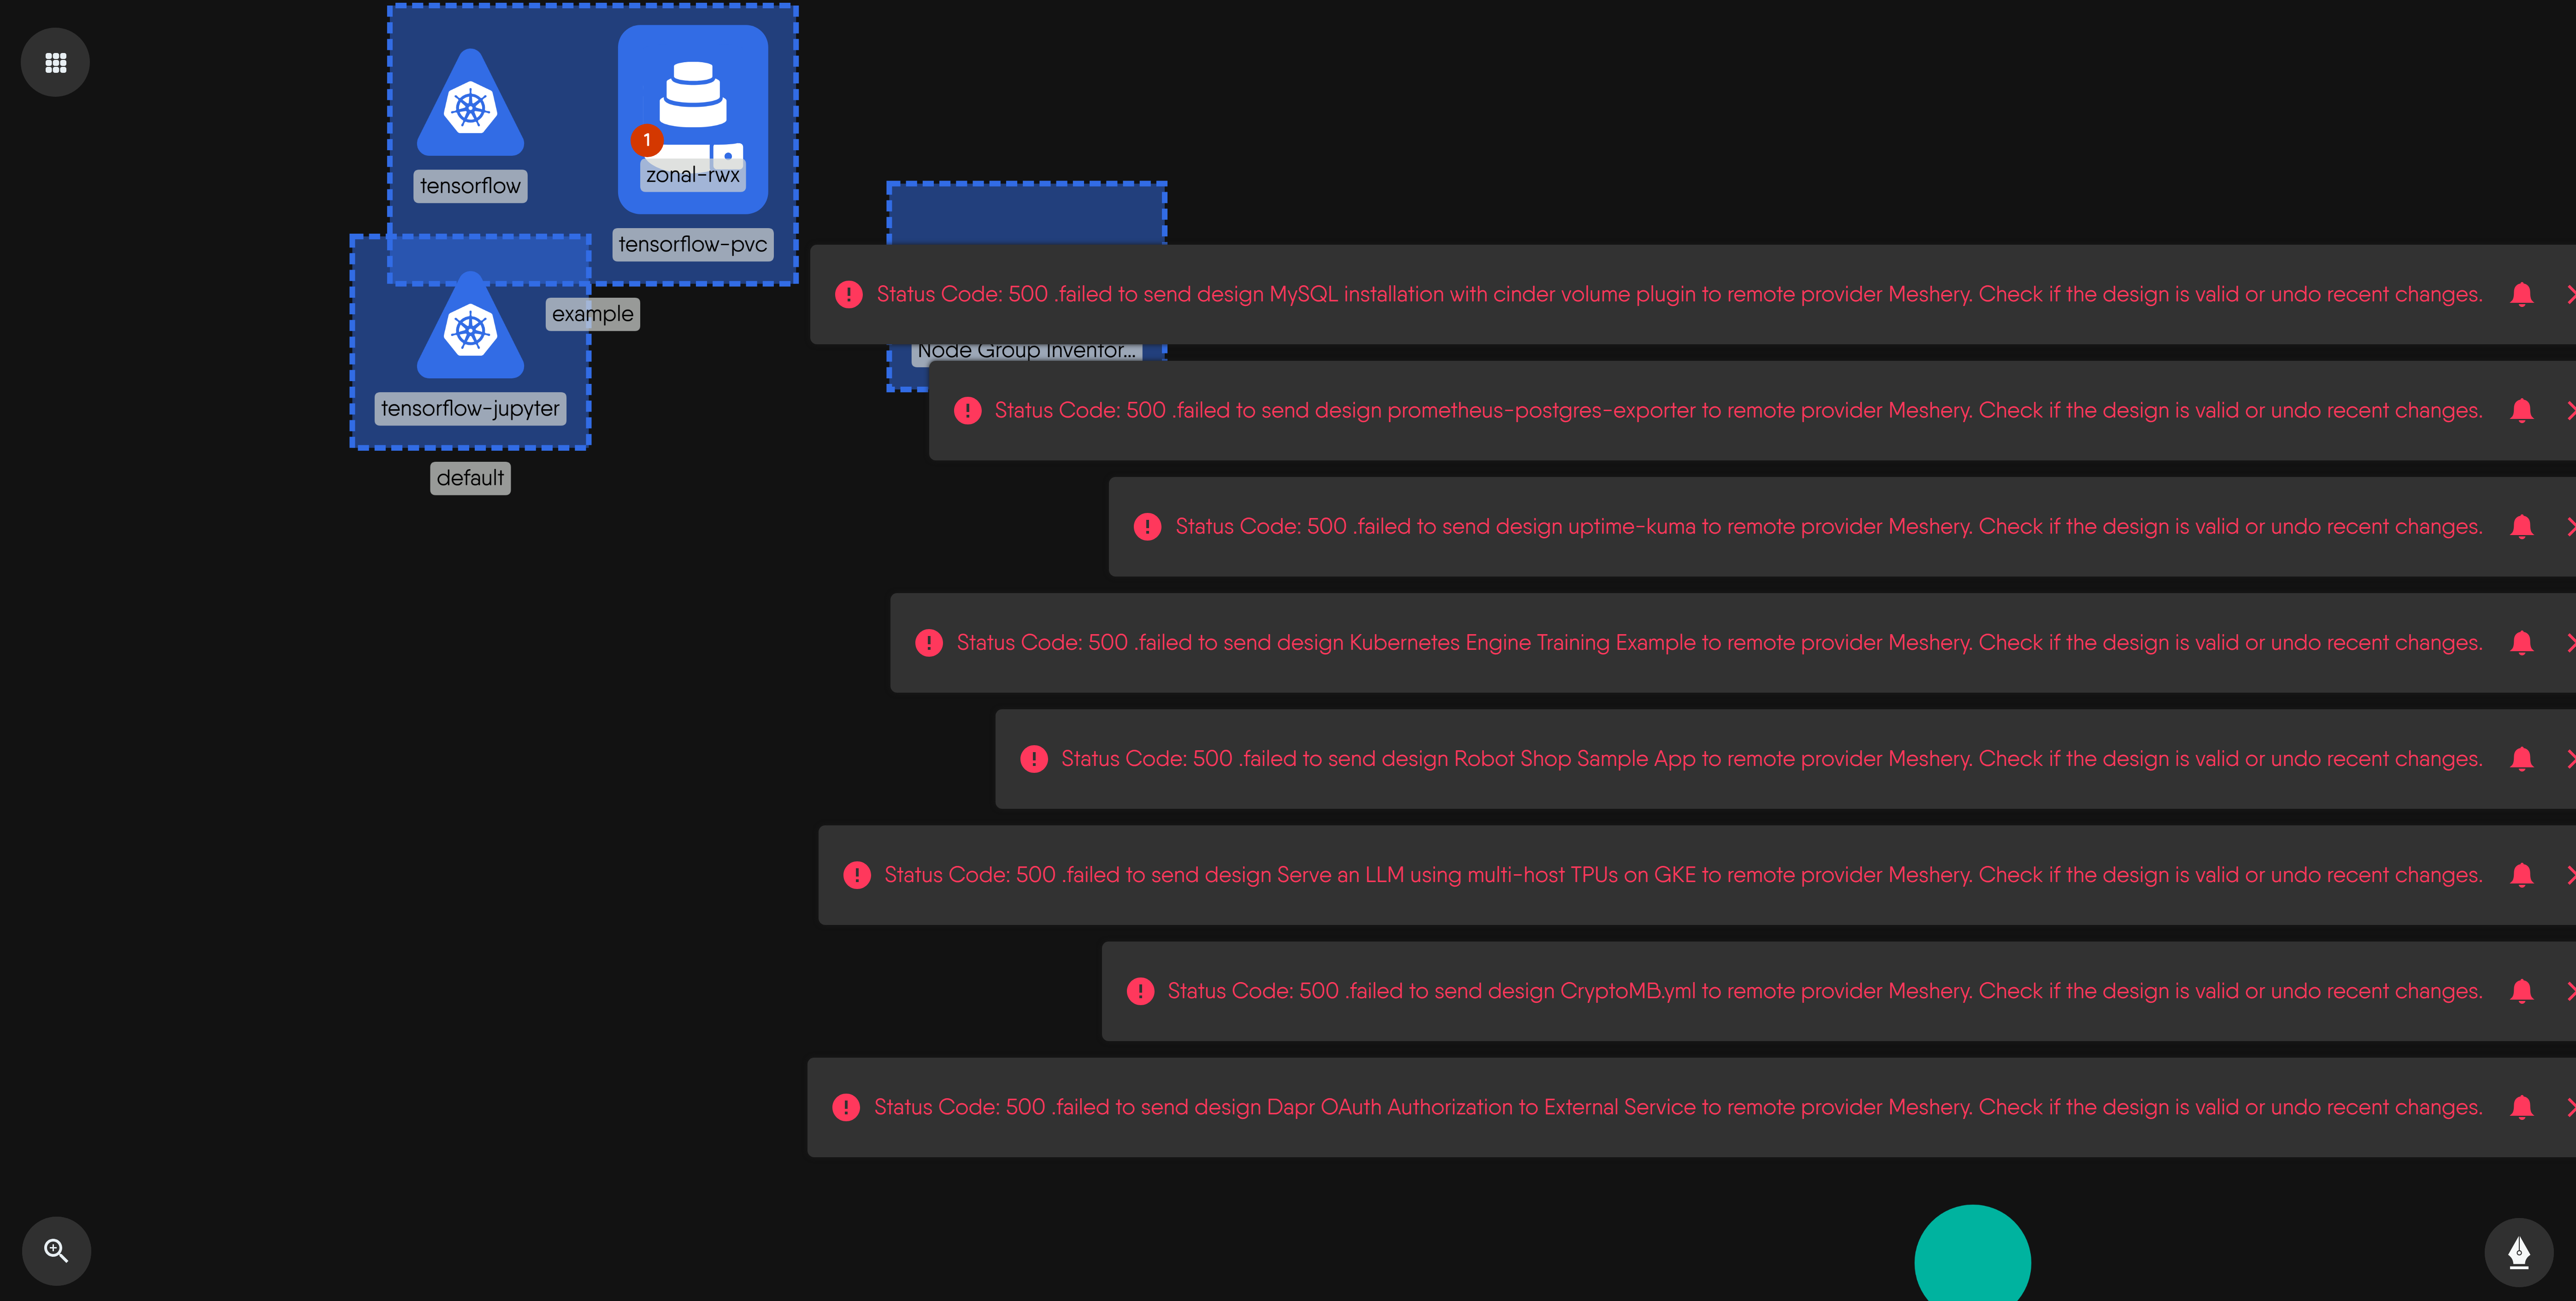 1
zonal-rwx
tensorflow
tensorflow-pvc
example
tensorflow-jupyter
default
Status Code: 500 .failed to send design MySQL installation with cinder volume plugin to remote provider Meshery. Check if the design is valid or undo recent changes.
Node Group Inventor...
Status Code: 500 .failed to send design prometheus-postgres-exporter to remote provider Meshery. Check if the design is valid or undo recent changes.
Status Code: 500 .failed to send design uptime-kuma to remote provider Meshery. Check if the design is valid or undo recent changes.
Status Code: 500 .failed to send design Kubernetes Engine Training Example to remote provider Meshery. Check if the design is valid or undo recent changes.
Status Code: 500 .failed to send design Robot Shop Sample App to remote provider Meshery. Check if the design is valid or undo recent changes.
Status Code: 500 .failed to send design Serve an LLM using multi-host TPUs on GKE to remote provider Meshery. Check if the design is valid or undo recent changes.
Status Code: 500 .failed to send design CryptoMB.yml to remote provider Meshery. Check if the design is valid or undo recent changes.
Status Code: 500 .failed to send design Dapr OAuth Authorization to External Service to remote provider Meshery. Check if the design is valid or undo recent changes.